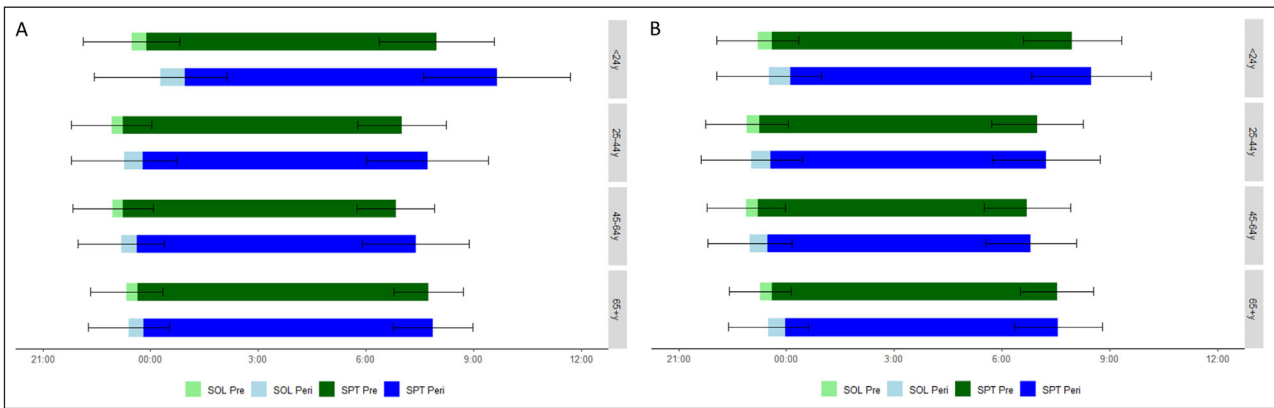 A
<24y
25-44y
45-64y
65+y
21:00 00:00 3:00 6:00 9:00 12:00
SOL Pre SOL Peri SPT Pre SPT Peri
B
<24y
25-44y
45-64y
65+y
21:00 00:00 3:00 6:00 9:00 12:00
SOL Pre SOL Peri SPT Pre SPT Peri